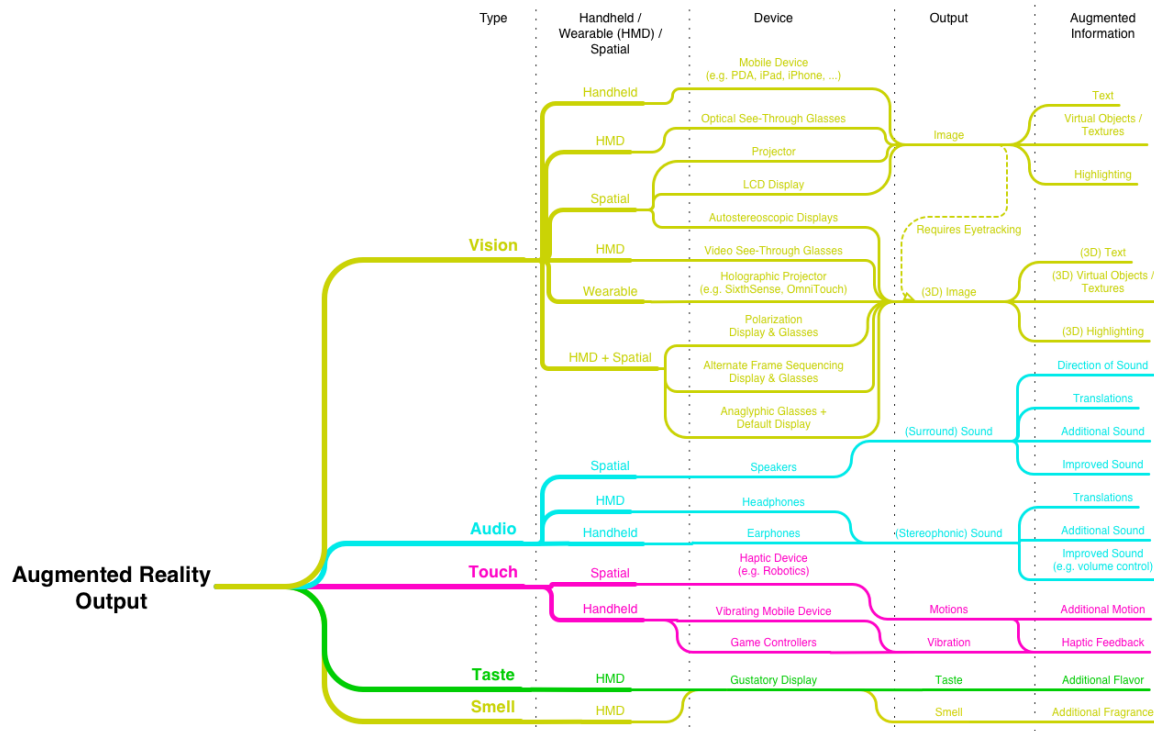 Type
Handheld /
Wearable (HMD) /
Spatial
Device
Output
Augmented
Information
Augmented Reality
Output
Vision
Handheld
Mobile Device
(e.g. PDA, iPad, iPhone, ...)
HMD
Optical See-Through Glasses
Spatial
Projector
LCD Display
Autostereoscopic Displays
HMD
Video See-Through Glasses
Wearable
Holographic Projector
(e.g. SixthSense, OmniTouch)
HMD + Spatial
Polarization
Display & Glasses
Alternate Frame Sequencing
Display & Glasses
Anaglyphic Glasses +
Default Display
Image
Requires Eyetracking
(3D) Image
Text
Virtual Objects /
Textures
Highlighting
(3D) Text
(3D) Virtual Objects /
Textures
(3D) Highlighting
Audio
Spatial
Speakers
HMD
Headphones
Handheld
Earphones
(Surround) Sound
(Stereophonic) Sound
Direction of Sound
Translations
Additional Sound
Improved Sound
Translations
Additional Sound
Improved Sound
(e.g. volume control)
Touch
Spatial
Haptic Device
(e.g. Robotics)
Handheld
Vibrating Mobile Device
Game Controllers
Motions
Vibration
Additional Motion
Haptic Feedback
Taste
HMD
Gustatory Display
Taste
Additional Flavor
Smell
HMD
Smell
Additional Fragrance